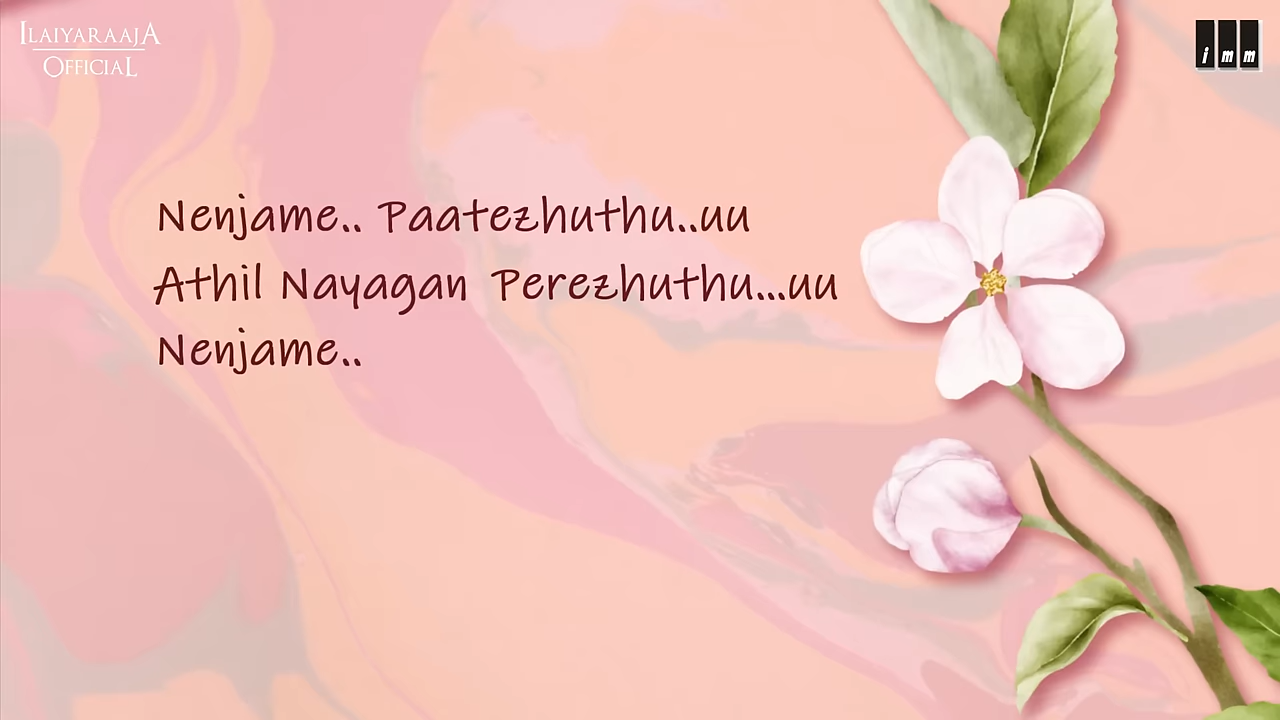 ILAIYARAAJA
OFFICIAL
imm
Nenjame.. Paatezhuthu..uu
Athil Nayagan Perezhuthu...uu
Nenjame..